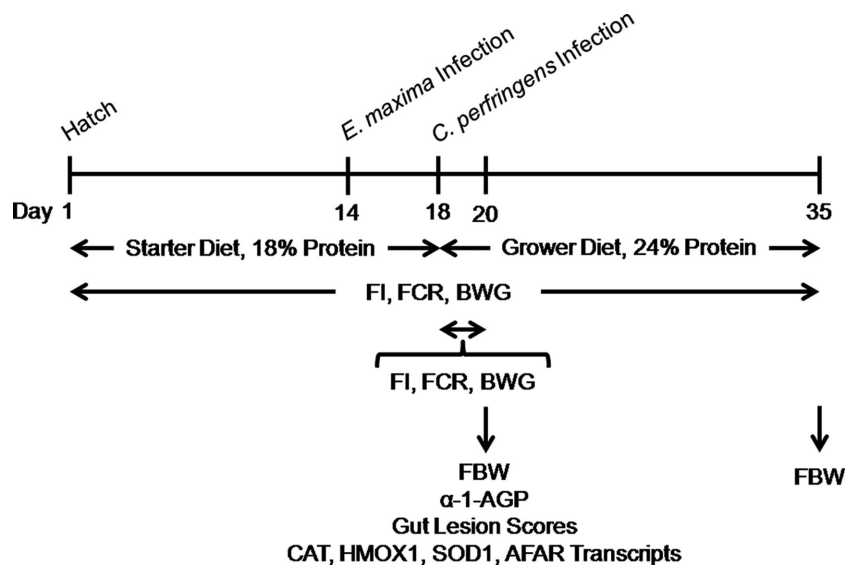 Hatch
E. maxima Infection
C. perfringens Infection
Day 1 14 18 20 35
Starter Diet, 18% Protein Grower Diet, 24% Protein
FI, FCR, BWG
FI, FCR, BWG
FBW FBW
α-1-AGP
Gut Lesion Scores
CAT, HMOX1, SOD1, AFAR Transcripts